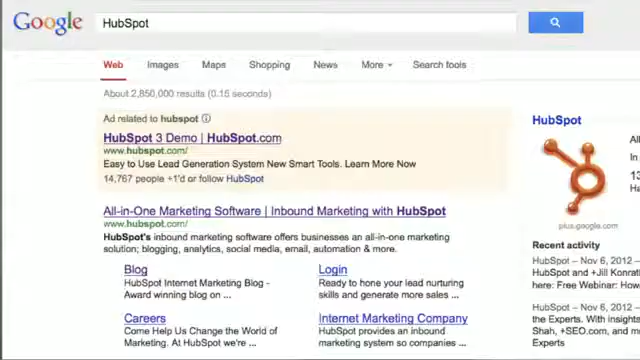 Google
HubSpot
Web Images Maps Shopping News More Search tools
About 2,850,000 results (0.15 seconds)
Ad related to hubspot
HubSpot 3 Demo | HubSpot.com
www.hubspot.com/
Easy to Use Lead Generation System New Smart Tools. Learn More Now
14,767 people +1'd or follow HubSpot
All-in-One Marketing Software | Inbound Marketing with HubSpot
www.hubspot.com/
HubSpot's inbound marketing software offers businesses an all-in-one marketing
solution; blogging, analytics, social media, email, automation & more.
Blog
HubSpot Internet Marketing Blog -
Award winning blog on ...
Login
Ready to hone your lead nurturing
skills and generate more sales ...
Careers
Come Help Us Change the World of
Marketing. At HubSpot we're ...
Internet Marketing Company
HubSpot provides an inbound
marketing system so companies ...
HubSpot
In
13
plus.google.com
Recent activity
HubSpot – Nov 6, 2012 –
HubSpot and +Jill Konrat
here: Free Webinar: How
HubSpot – Nov 6, 2012 –
the Experts. With insights
Shah, +SEO.com, and m
Experts